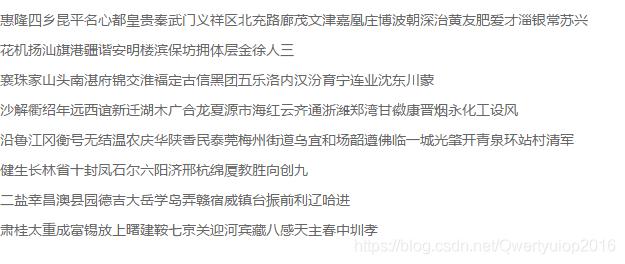 惠隆四乡昆平名心都皇贵秦武门义祥区北充路廊茂文津嘉凰庄博波朝深治黄友肥爱才淄银常苏兴
花机扬汕旗港疆谐安明楼滨保坊拥体层金徐人三
襄珠家山头南湛府锦交淮福定古信黑团五乐洛内汉汾育宁连业沈东川蒙
沙解衢绍年远西谊新迁湖木广合龙夏源市海红云齐通浙潍郑湾甘徽康晋烟永化工设风
沿鲁江冈衡号无结温农庆华陕香民泰莞梅州街道乌宜和场韶遵佛临一城光肇开青泉环站村清军
健生长林省十封凤石尔六阳济邢杭绵厦教胜向创九
二盐幸昌澳县园德吉大岳学岛弄赣宿威镇台振前利辽哈进
肃桂太重成富锡放上曙建鞍七京关迎河宾藏八感天主春中圳孝
https://blog.csdn.net/Qwertyuiop2016